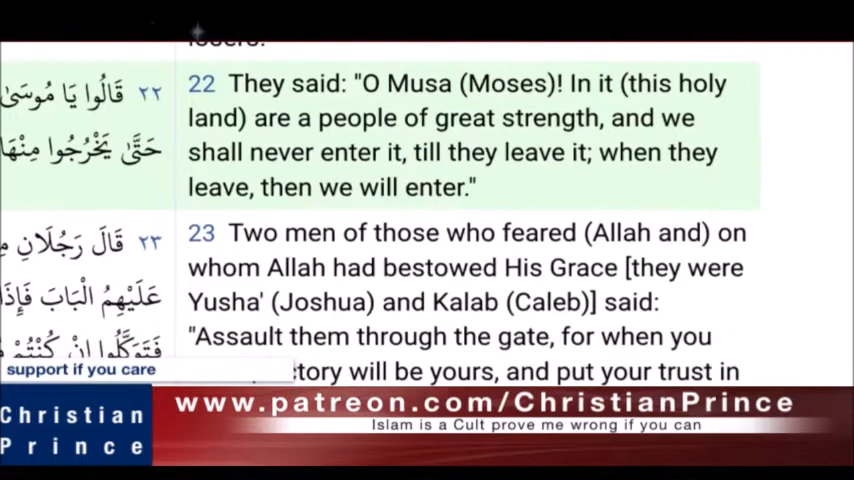 losers.
٢٢ قَالُوا يَا مُوسَىٰ
حَتَّىٰ يَخْرُجُوا مِنْهَا
22 They said: "O Musa (Moses)! In it (this holy
land) are a people of great strength, and we
shall never enter it, till they leave it; when they
leave, then we will enter."
٢٣ قَالَ رَجُلَانِ
عَلَيْهِمُ الْبَابَ فَإِذَا
فَتَوَكَّلُوا إِنْ كُنْتُمْ
23 Two men of those who feared (Allah and) on
whom Allah had bestowed His Grace [they were
Yusha' (Joshua) and Kalab (Caleb)] said:
"Assault them through the gate, for when you
will be yours, and put your trust in
support if you care
Christian
Prince
www.patreon.com/ChristianPrince
Islam is a Cult prove me wrong if you can